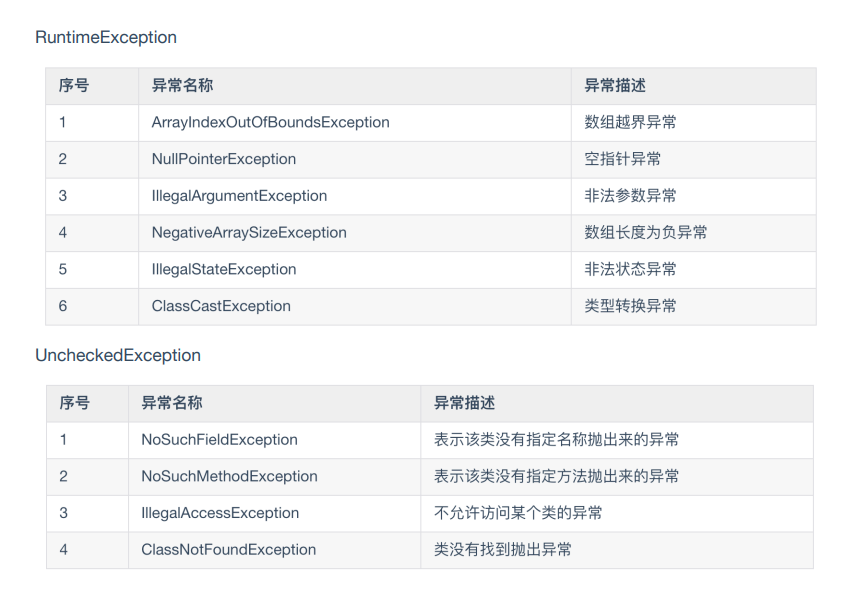 RuntimeException
序号 异常名称 异常描述
1 ArrayIndexOutOfBoundsException 数组越界异常
2 NullPointerException 空指针异常
3 IllegalArgumentException 非法参数异常
4 NegativeArraySizeException 数组长度为负异常
5 IllegalStateException 非法状态异常
6 ClassCastException 类型转换异常
UncheckedException
序号 异常名称 异常描述
1 NoSuchFieldException 表示该类没有指定名称抛出来的异常
2 NoSuchMethodException 表示该类没有指定方法抛出来的异常
3 IllegalAccessException 不允许访问某个类的异常
4 ClassNotFoundException 类没有找到抛出异常